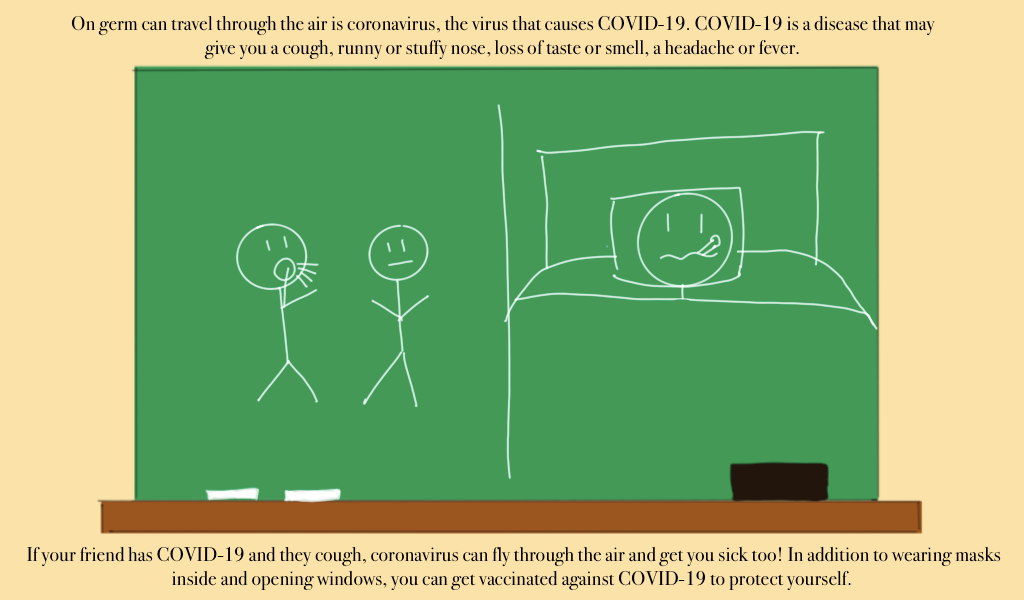 On germ can travel through the air is coronavirus, the virus that causes COVID-19. COVID-19 is a disease that may
give you a cough, runny or stuffy nose, loss of taste or smell, a headache or fever.
If your friend has COVID-19 and they cough, coronavirus can fly through the air and get you sick too! In addition to wearing masks
inside and opening windows, you can get vaccinated against COVID-19 to protect yourself.